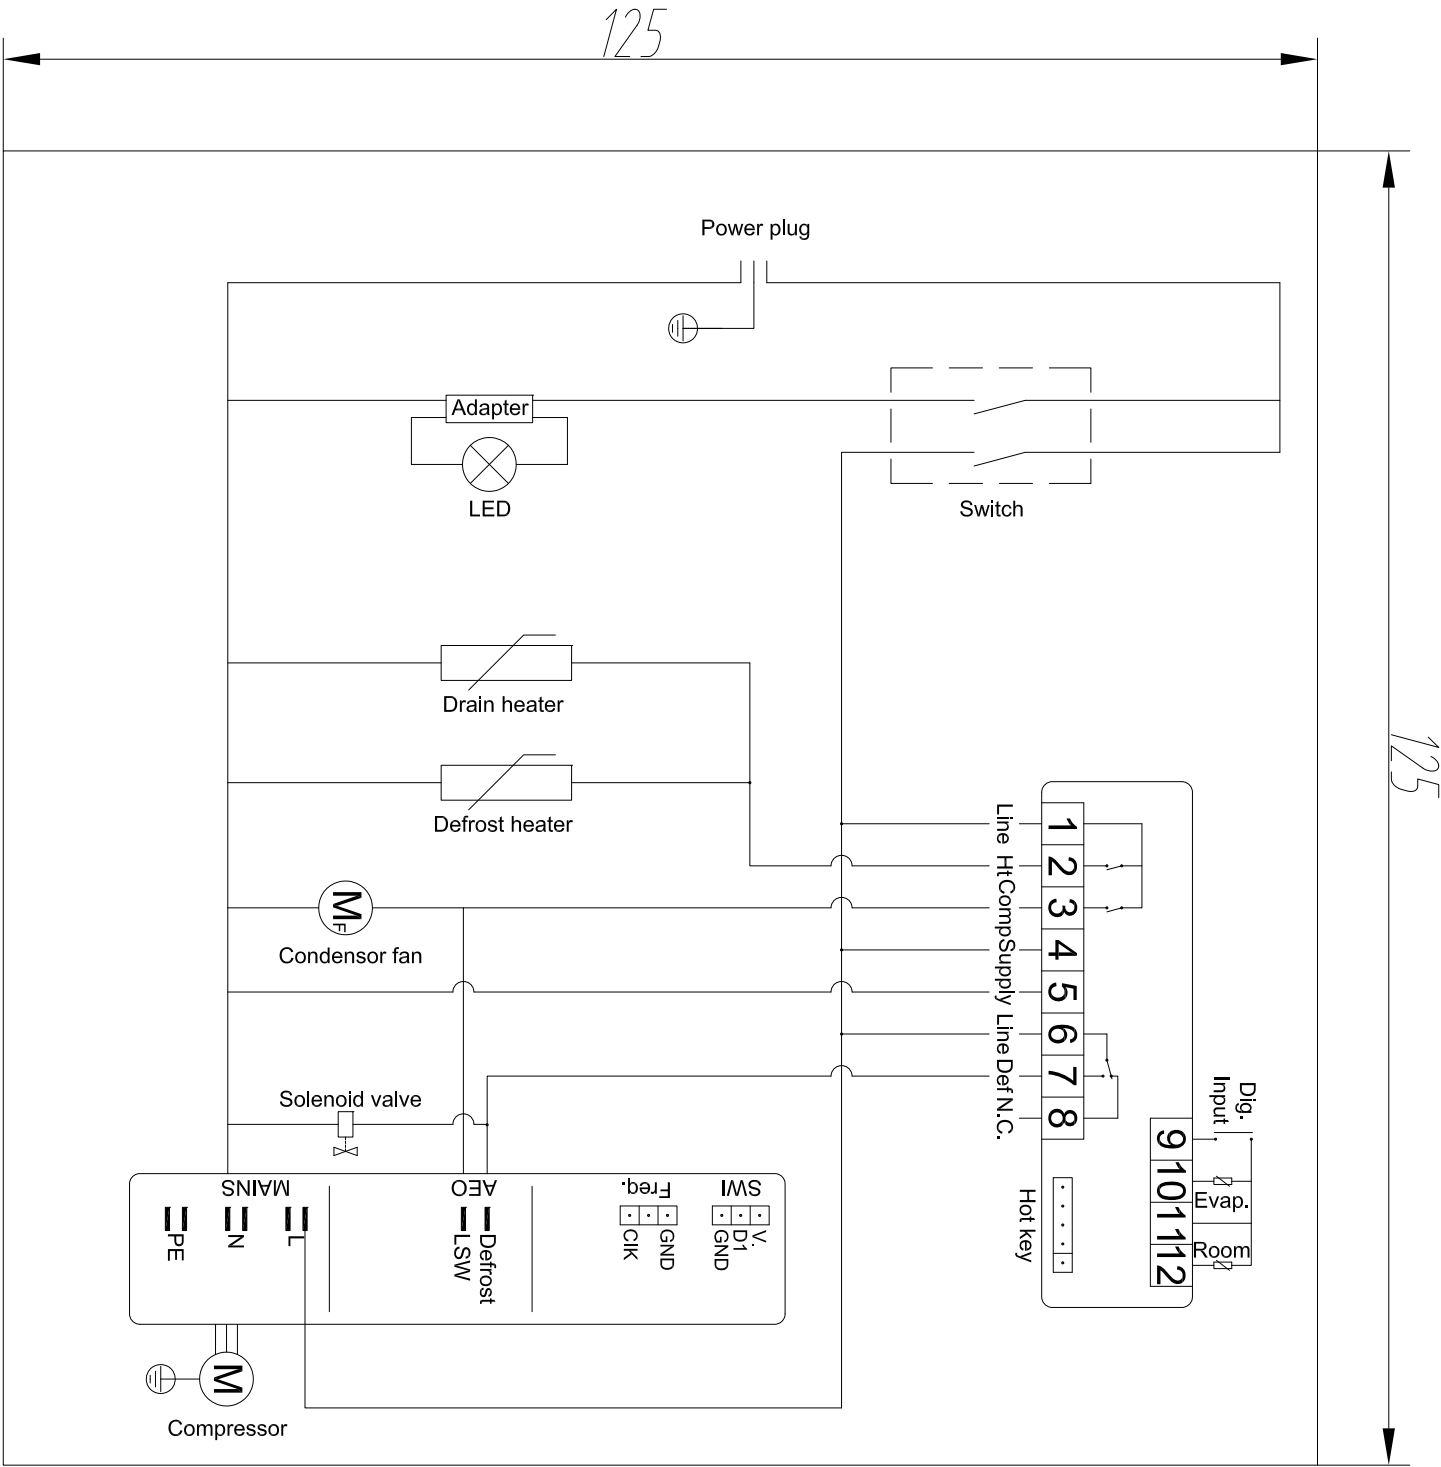 125
125
Power plug
Adapter
LED
Switch
Drain heater
Defrost heater
M_F
Condensor fan
Solenoid valve
Line
Ht
Comp
Supply
Line
Def
N.C.
1
2
3
4
5
6
7
8
9
10
11
12
Dig.
Input
Evap.
Room
Hot key
MAINS
PE
N
L
AEO
LSW
Defrost
Freq.
CIK
GND
SWI
GND
D1
V.
M
Compressor